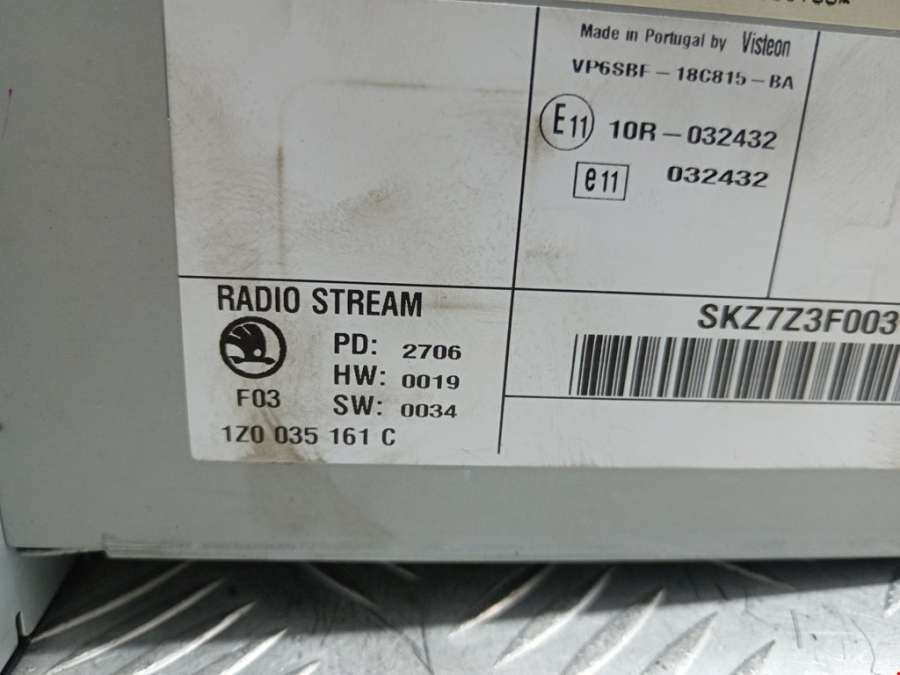 Made in Portugal by Visteon
VP6SBF-18C815-BA
E11 10R-032432
e11 032432
RADIO STREAM
PD: 2706
HW: 0019
F03
SW: 0034
1Z0 035 161 C
SKZ7Z3F003